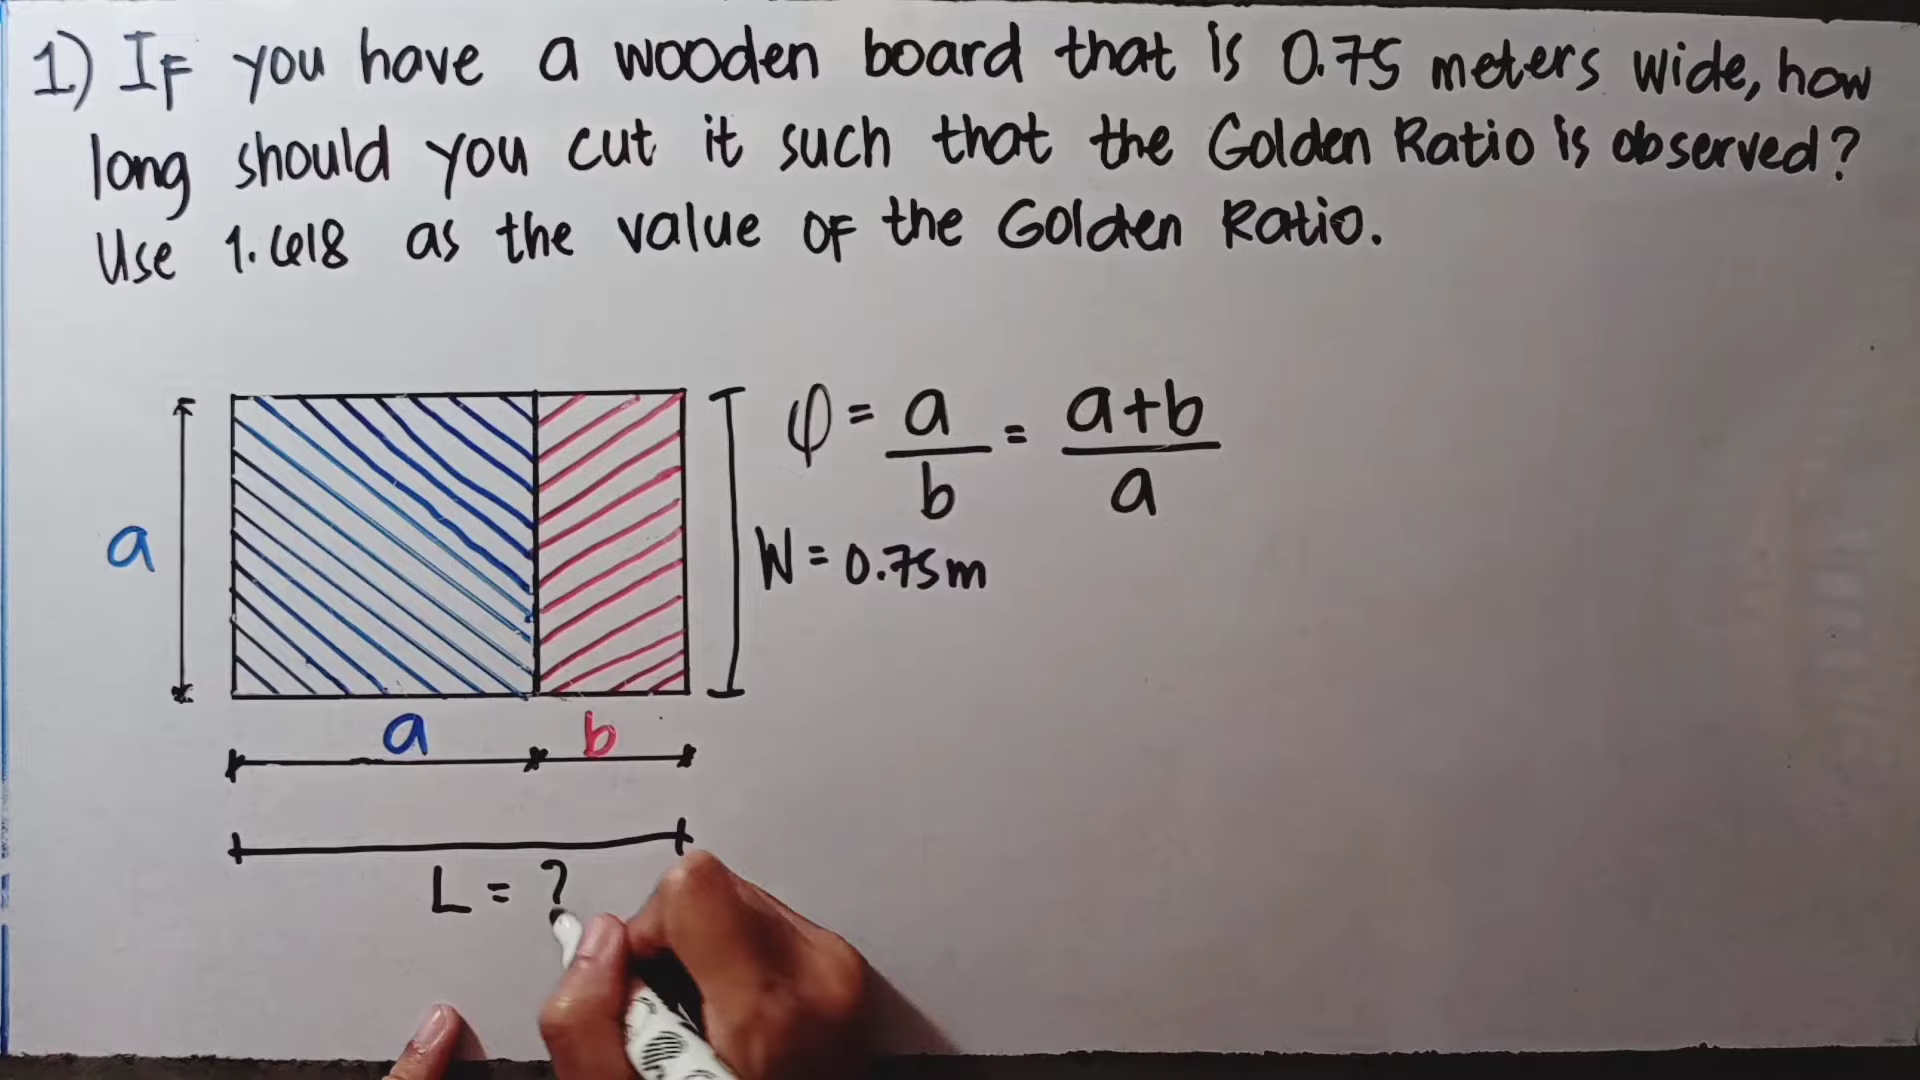 1) IF you have a wooden board that is 0.75 meters wide, how
long should you cut it such that the Golden Ratio is observed?
Use 1.618 as the value OF the Golden Ratio.
φ = a/b = a+b/a
a
W = 0.75m
a b
L = ?